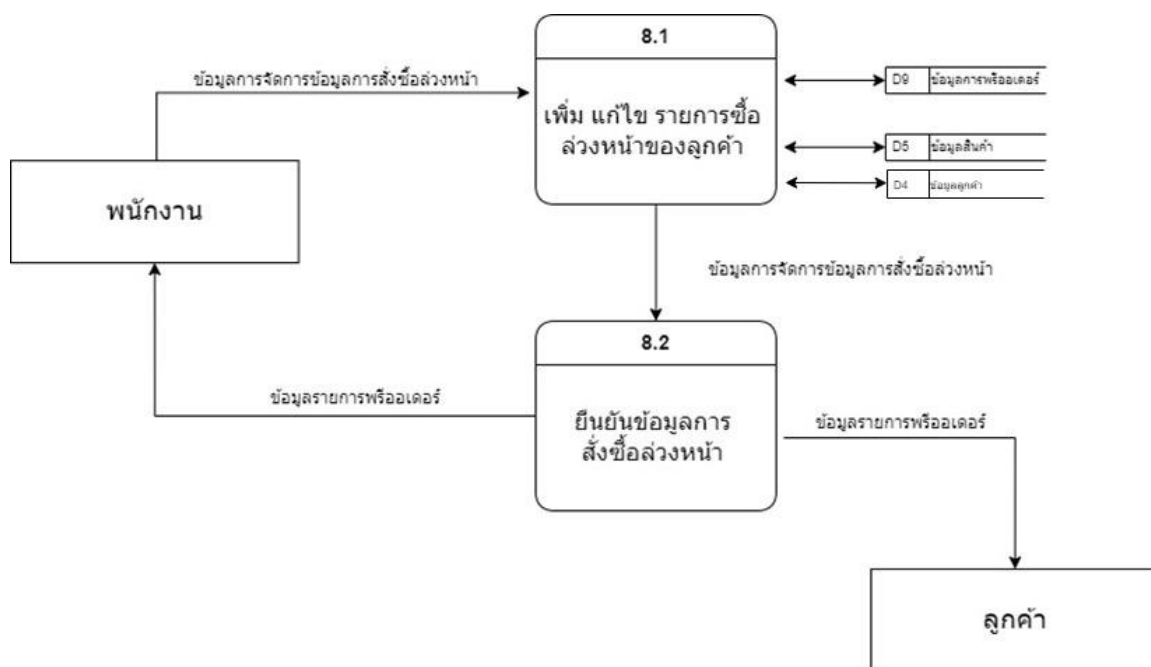 8.1
ข้อมูลการจัดการข้อมูลการสั่งซื้อล่วงหน้า
เพิ่ม แก้ไข รายการซื้อ
ล่วงหน้าของลูกค้า
D9 ข้อมูลการพรีออเดอร์
D5 ข้อมูลสินค้า
D4 ข้อมูลลูกค้า
พนักงาน
ข้อมูลการจัดการข้อมูลการสั่งซื้อล่วงหน้า
8.2
ข้อมูลรายการพรีออเดอร์
ยืนยันข้อมูลการ
สั่งซื้อล่วงหน้า
ข้อมูลรายการพรีออเดอร์
ลูกค้า